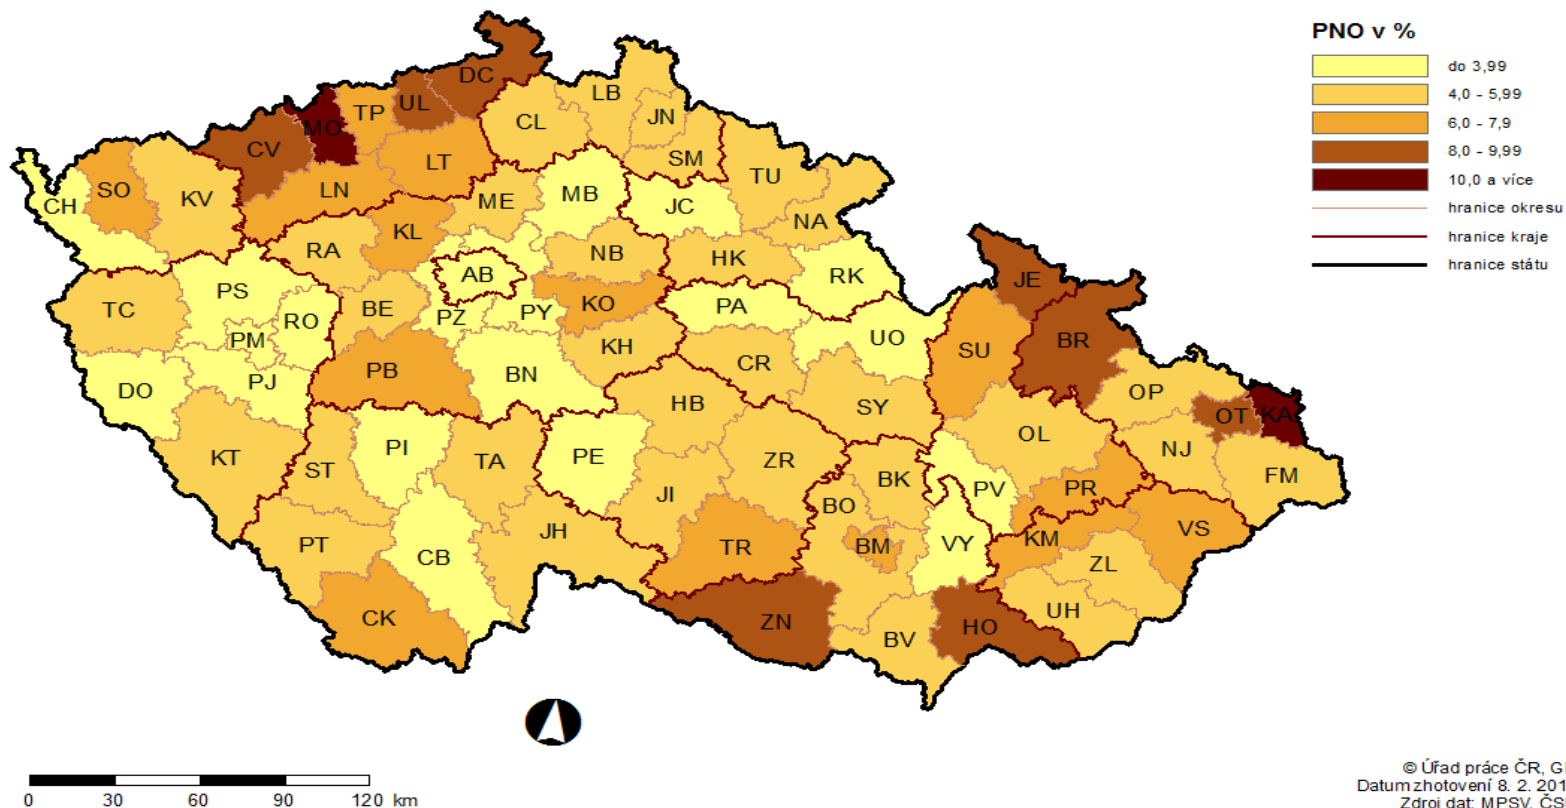 PNO v %
do 3,99
4,0 - 5,99
6,0 - 7,9
8,0 - 9,99
10,0 a více
hranice okresu
hranice kraje
hranice státu
DC
UL
TP
MO
CV
LT
LN
SO
CH
KV
LB
JN
CL
SM
TU
ME
MB
JC
NA
KL
RA
NB
HK
RK
AB
KO
PA
PS
TC
RO
BE
PZ
PY
UO
PM
KH
CR
JE
SU
BR
PJ
DO
PB
BN
OP
HB
SY
OT
KA
KT
ST
PI
TA
PE
ZR
OL
NJ
FM
JI
BK
BO
PV
PR
PT
CB
JH
TR
BM
VY
KM
VS
ZL
CK
ZN
BV
HO
UH
0 30 60 90 120 km
© Úřad práce ČR, G
Datum zhotovení 8. 2. 201
Zdroj dat: MPSV, ČS